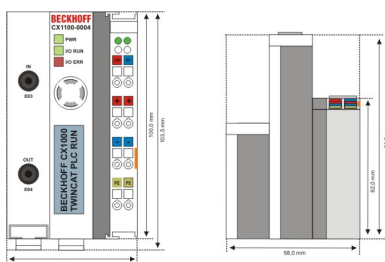 BECKHOFF
CX1100-0004
PWR
I/O RUN
I/O ERR
IN
X03
BECKHOFF CX1000
TWINCAT PLC RUN
OUT
X04
+ +
- -
PE PE
100,0 mm
103,5 mm
62,0 mm
58,0 mm